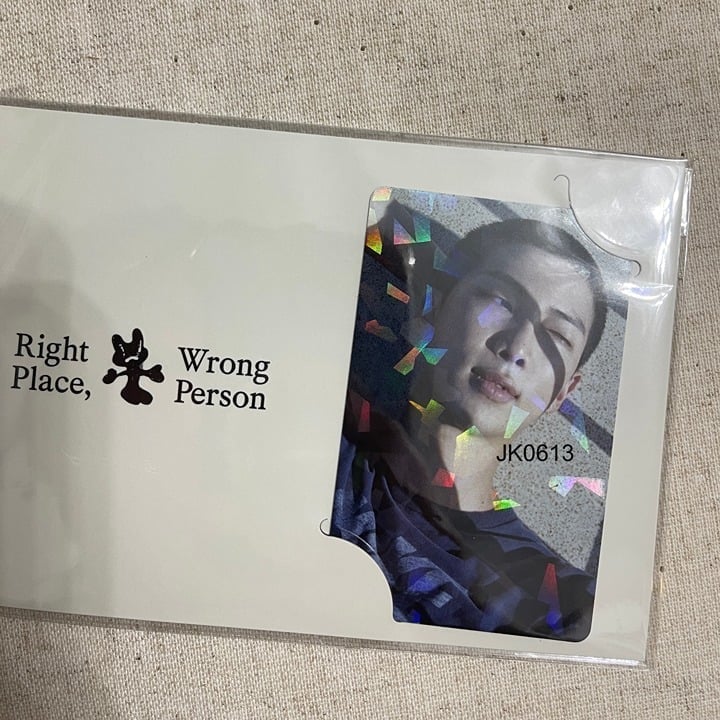 Right Wrong
Place, Person
JK0613